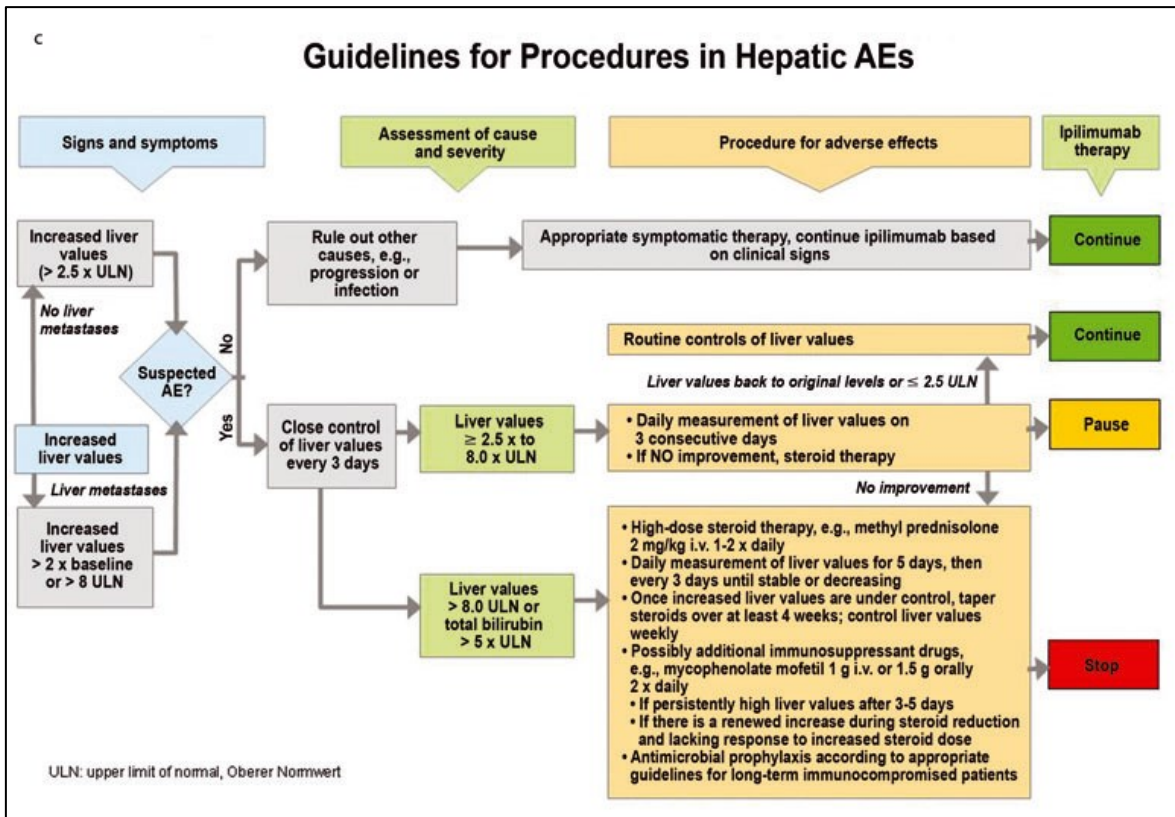 c
Guidelines for Procedures in Hepatic AEs
Signs and symptoms
Assessment of cause
and severity
Procedure for adverse effects
Ipilimumab
therapy
Increased liver
values
(> 2.5 x ULN)
No liver
metastases
Increased
liver values
Liver metastases
Increased
liver values
> 2 x baseline
or > 8 ULN
Suspected
AE?
No
Yes
Rule out other
causes, e.g.,
progression or
infection
Appropriate symptomatic therapy, continue ipilimumab based
on clinical signs
Continue
Close control
of liver values
every 3 days
Liver values
≥ 2.5 x to
8.0 x ULN
Routine controls of liver values
Continue
Liver values back to original levels or ≤ 2.5 ULN
• Daily measurement of liver values on
3 consecutive days
• If NO improvement, steroid therapy
Pause
No improvement
Liver values
> 8.0 ULN or
total bilirubin
> 5 x ULN
• High-dose steroid therapy, e.g., methyl prednisolone
2 mg/kg i.v. 1-2 x daily
• Daily measurement of liver values for 5 days, then
every 3 days until stable or decreasing
• Once increased liver values are under control, taper
steroids over at least 4 weeks; control liver values
weekly
• Possibly additional immunosuppressant drugs,
e.g., mycophenolate mofetil 1 g i.v. or 1.5 g orally
2 x daily
• If persistently high liver values after 3-5 days
• If there is a renewed increase during steroid reduction
and lacking response to increased steroid dose
• Antimicrobial prophylaxis according to appropriate
guidelines for long-term immunocompromised patients
Stop
ULN: upper limit of normal, Oberer Normwert